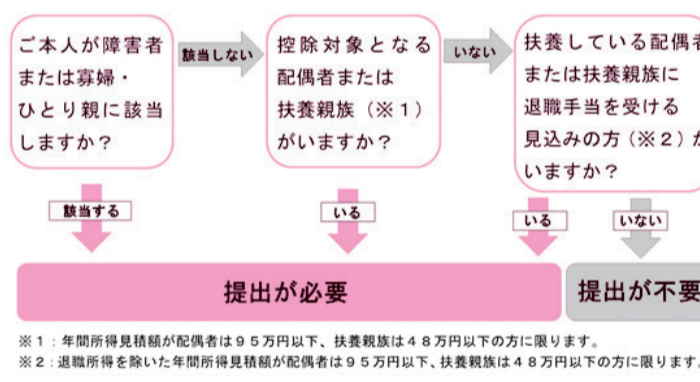 ご本人が障害者
または寡婦・
ひとり親に該当
しますか？
該当しない
控除対象となる
配偶者または
扶養親族（※１）
がいますか？
いない
扶養している配偶者
または扶養親族に
退職手当を受ける
見込みの方（※２）が
いますか？
該当する
いる
いる
いない
提出が必要
提出が不要
※１：年間所得見積額が配偶者は９５万円以下、扶養親族は４８万円以下の方に限ります。
※２：退職所得を除いた年間所得見積額が配偶者は９５万円以下、扶養親族は４８万円以下の方に限ります。